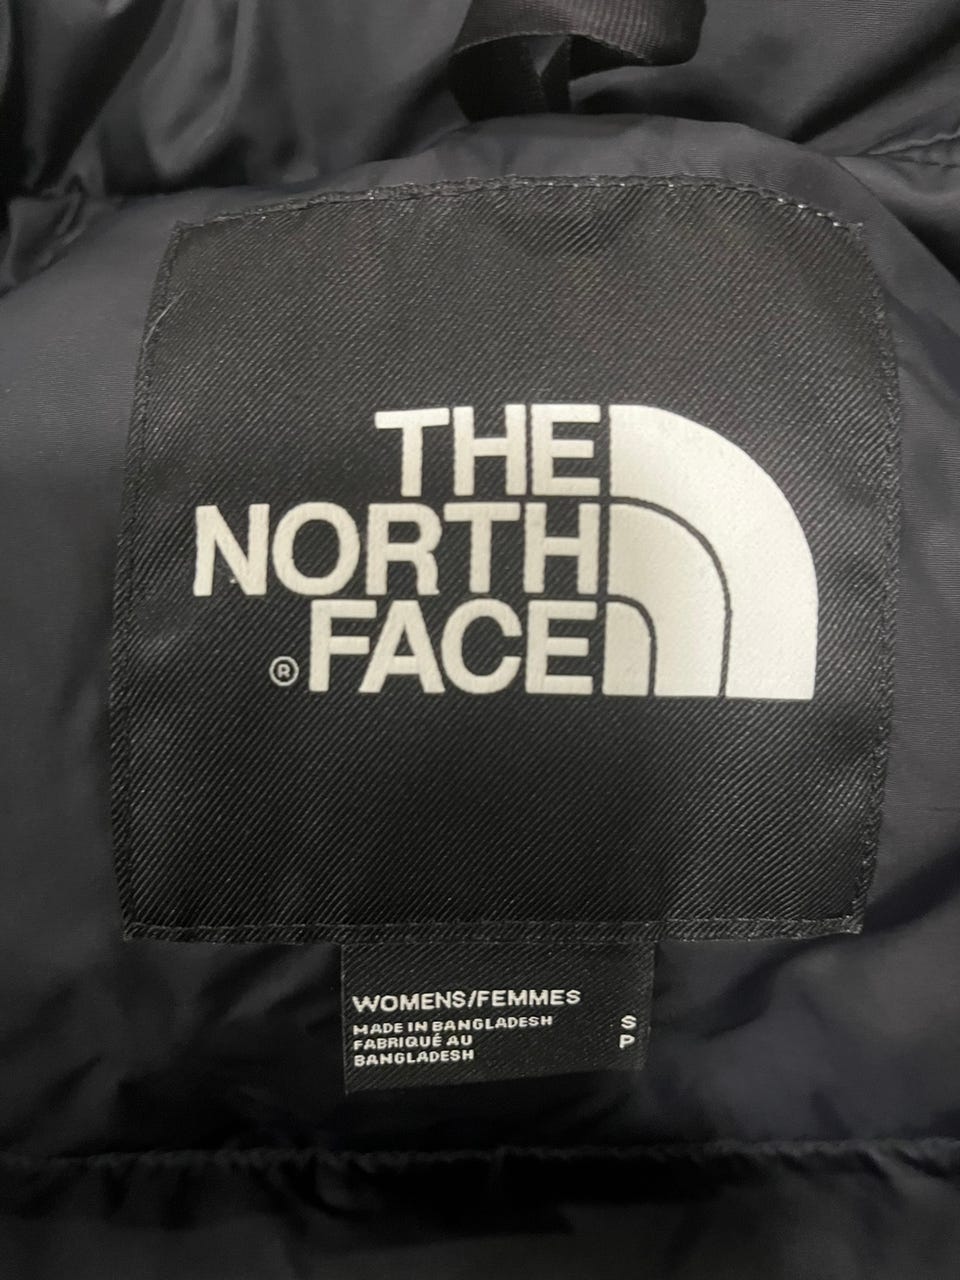 THE
NORTH
FACE
®
WOMENS/FEMMES
MADE IN BANGLADESH
FABRIQUÉ AU
BANGLADESH
S
P